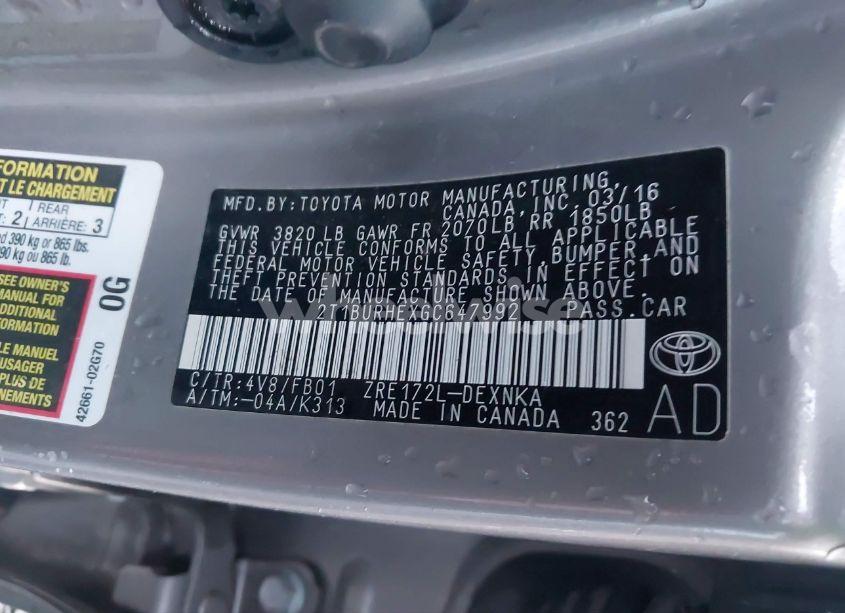 FORMATION
T LE CHARGEMENT
1 REAR
2 ARRIÈRE: 3
390 kg or 865 lbs.
90 kg ou 865 lb.
SEE OWNER'S
MANUAL FOR
ADDITIONAL
INFORMATION
LE MANUEL
USAGER
PLUS DE
0G
42661-02G70
MFD.BY:TOYOTA MOTOR MANUFACTURING,
CANADA,INC. 03/16
GVWR 3820 LB GAWR FR 2070LB, RR 1850LB
THIS VEHICLE CONFORMS TO ALL APPLICABLE
FEDERAL MOTOR VEHICLE SAFETY,BUMPER,AND
THEFT PREVENTION STANDARDS IN EFFECT ON
THE DATE OF MANUFACTURE SHOWN ABOVE.
2T1BURHEXGC647992 PASS.CAR
C/TR:4V8/FB01 ZRE172L-DEXNKA
A/TM:-04A/K313 MADE IN CANADA 362
AD